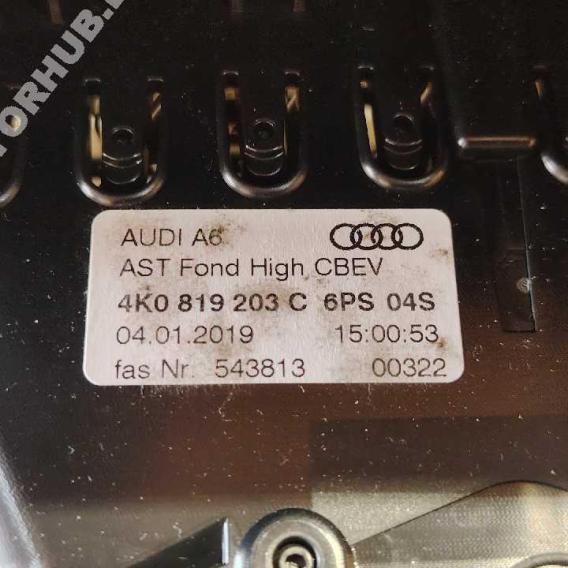 TORHUB.
AUDI A6
AST Fond High CBEV
4K0 819 203 C 6PS 04S
04.01.2019 15:00:53
fas Nr. 543813 00322